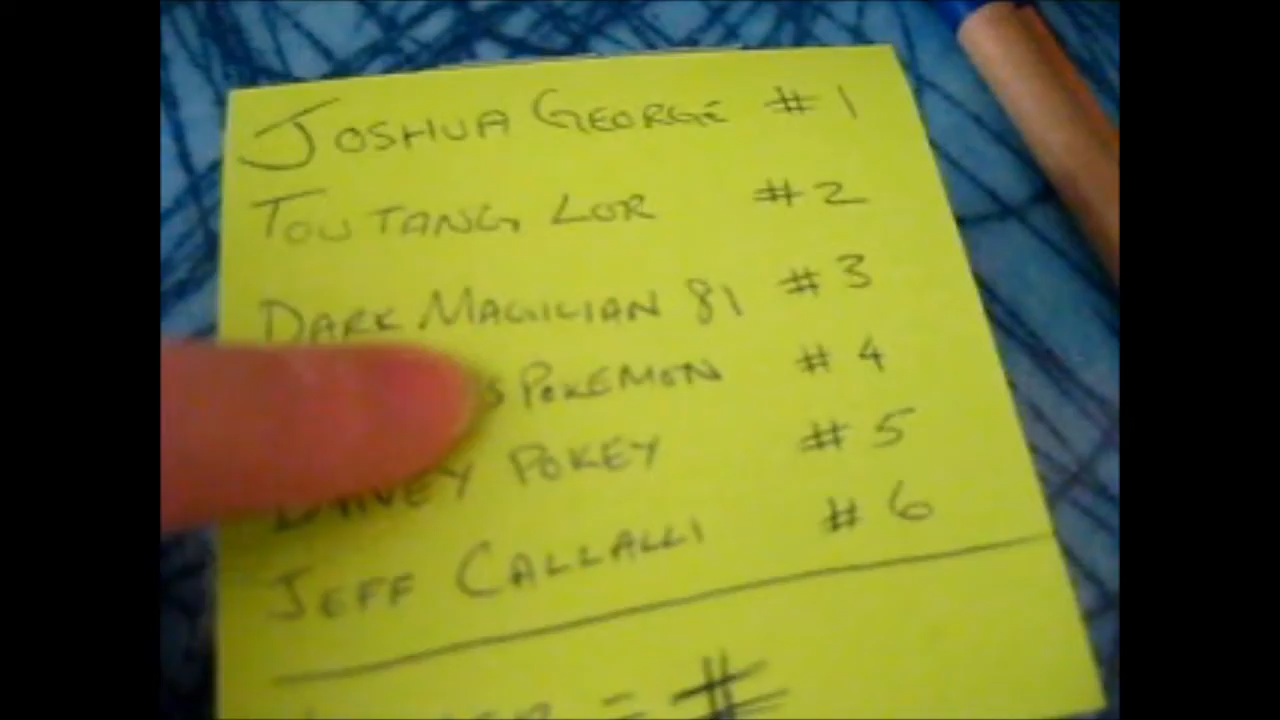 JOSHUA GEORGE #1
TOU TANG LOR #2
DARK MAGICIAN 81 #3
POKEMON #4
POKEY #5
JEFF CALLALLI #6
= #